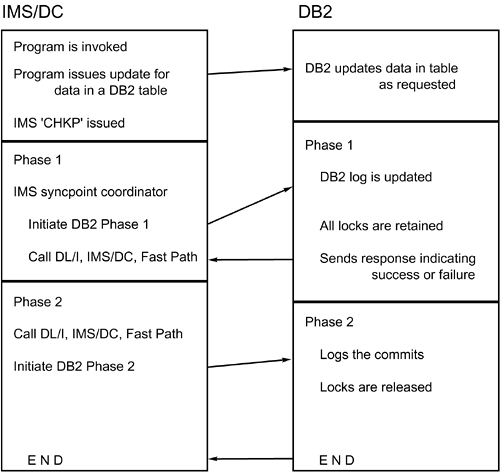 IMS/DC
Program is invoked
Program issues update for
data in a DB2 table
IMS 'CHKP' issued
Phase 1
IMS syncpoint coordinator
Initiate DB2 Phase 1
Call DL/I, IMS/DC, Fast Path
Phase 2
Call DL/I, IMS/DC, Fast Path
Initiate DB2 Phase 2
E N D
DB2
DB2 updates data in table
as requested
Phase 1
DB2 log is updated
All locks are retained
Sends response indicating
success or failure
Phase 2
Logs the commits
Locks are released
E N D